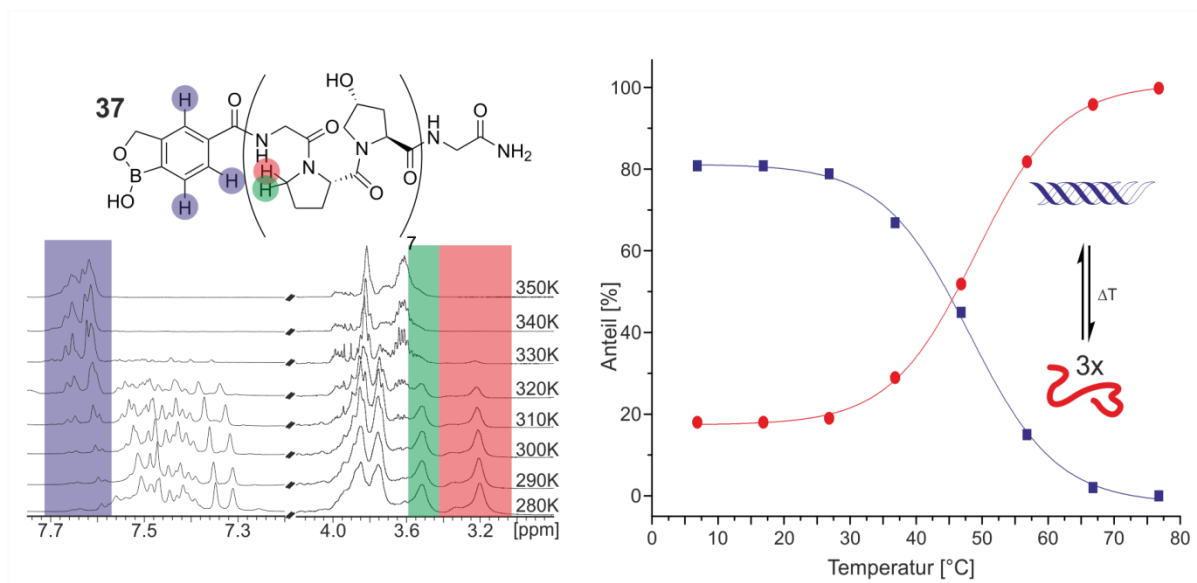 37
H
O
HO
O
H
N
O
N
N
O
H
N
O
NH₂
O
B
HO
H
H
H
H
O
7
350K
340K
330K
320K
310K
300K
290K
280K
7.7 7.5 7.3 4.0 3.6 3.2 [ppm]
Anteil [%]
100
80
60
40
20
0
0 10 20 30 40 50 60 70 80
Temperatur [°C]
ΔT
3x